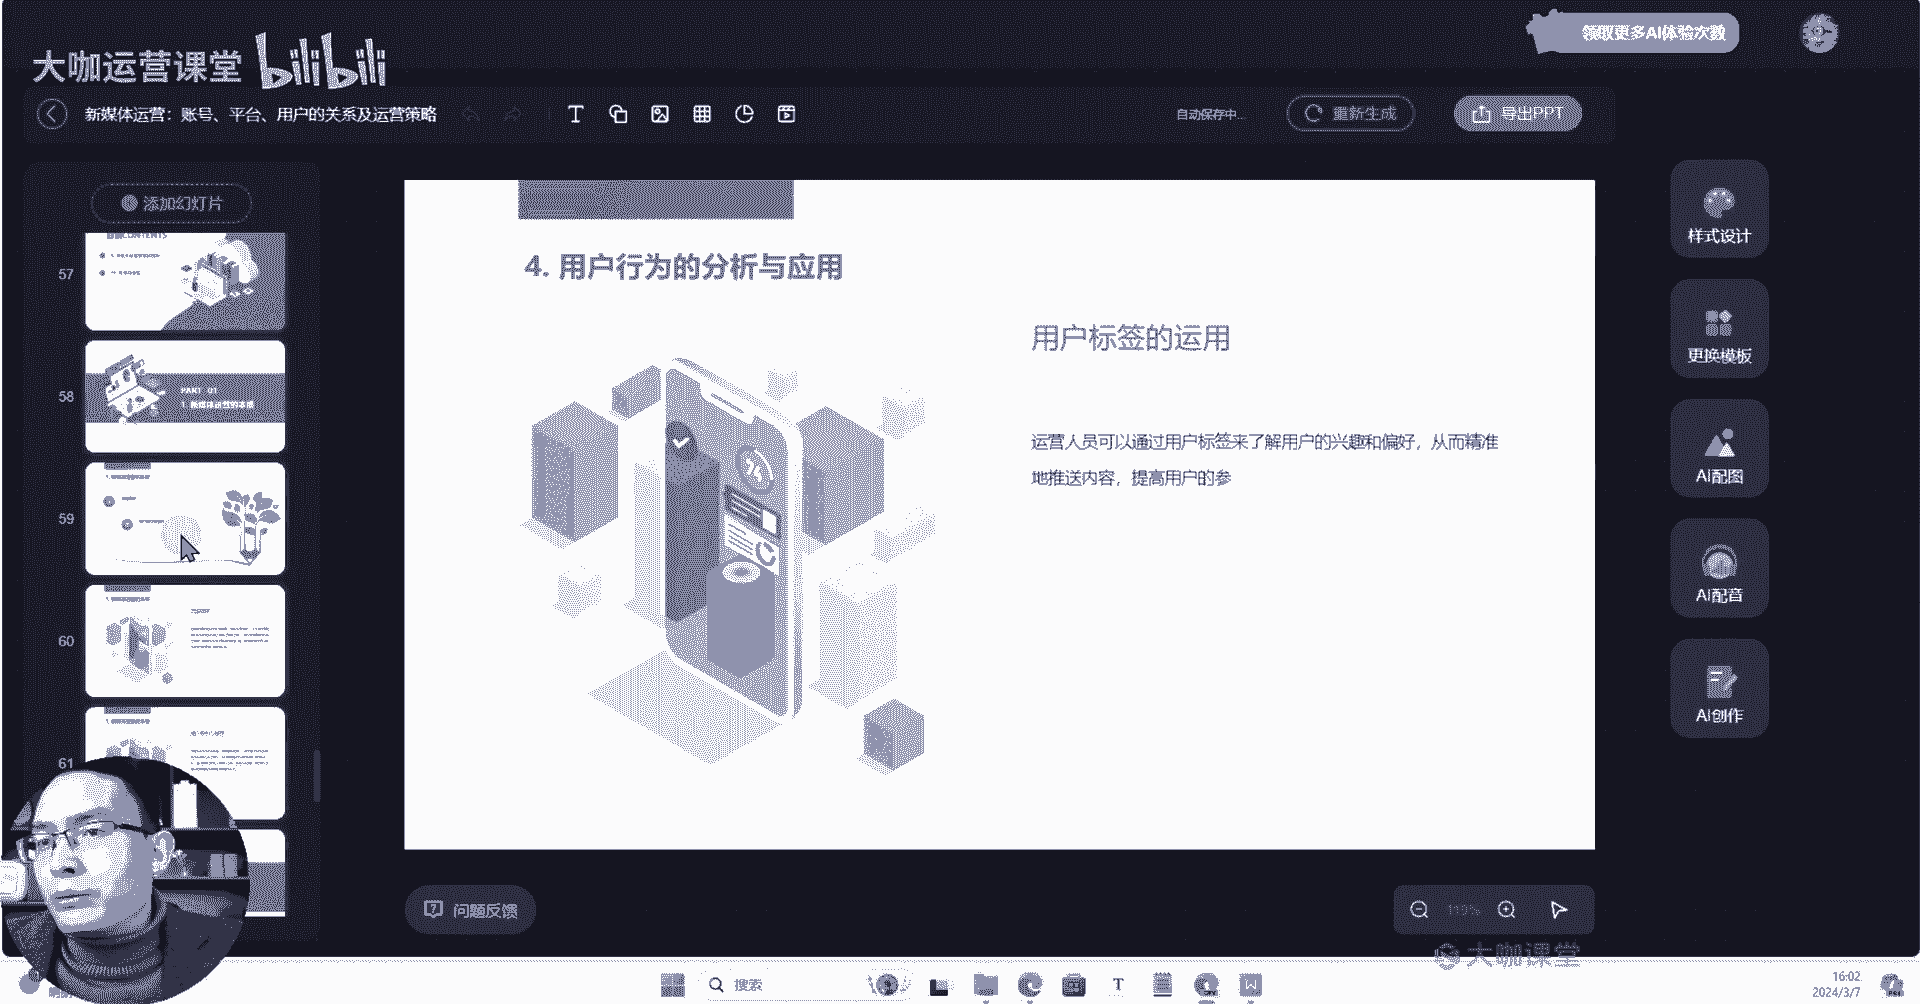 领取更多AI体验次数
大咖运营课堂 bilibili
新媒体运营：账号、平台、用户的关系及运营策略
自动保存中...
重新生成
导出PPT
添加幻灯片
57
58
PART 01
59
60
61
4. 用户行为的分析与应用
用户标签的运用
运营人员可以通过用户标签来了解用户的兴趣和偏好，从而精准
地推送内容，提高用户的参
样式设计
更换模板
AI配图
AI配音
AI创作
问题反馈
大咖课堂
搜索
16:02
2024/3/7